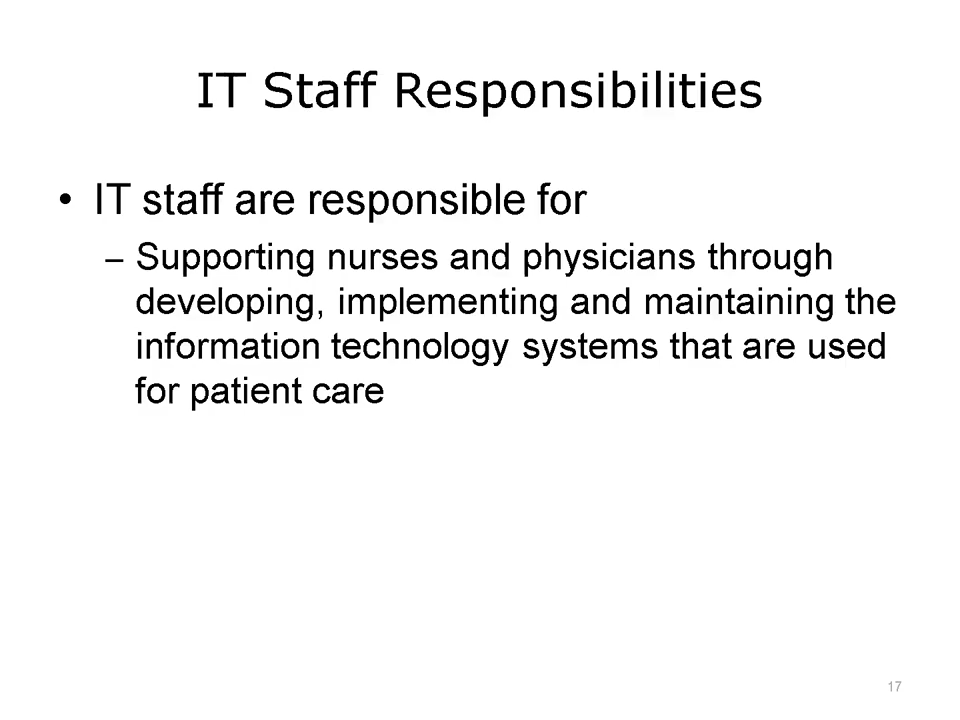 IT Staff Responsibilities
• IT staff are responsible for
– Supporting nurses and physicians through
developing, implementing and maintaining the
information technology systems that are used
for patient care
17